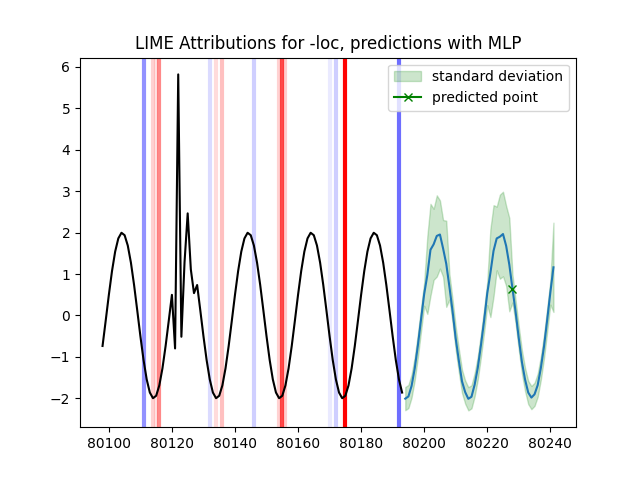 LIME Attributions for -loc, predictions with MLP
6
5
4
3
2
1
0
−1
−2
standard deviation
predicted point
80100 80120 80140 80160 80180 80200 80220 80240